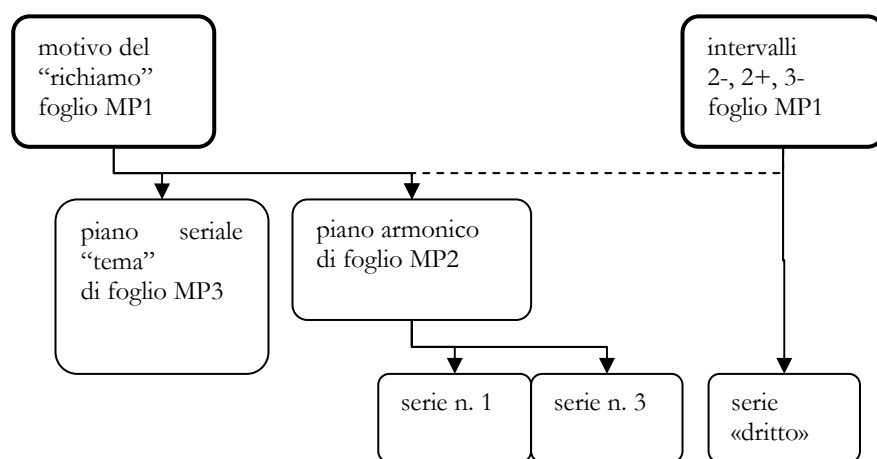 motivo del
“richiamo”
foglio MP1
intervalli
2-, 2+, 3-
foglio MP1
piano seriale
“tema”
di foglio MP3
piano armonico
di foglio MP2
serie n. 1
serie n. 3
serie
«dritto»